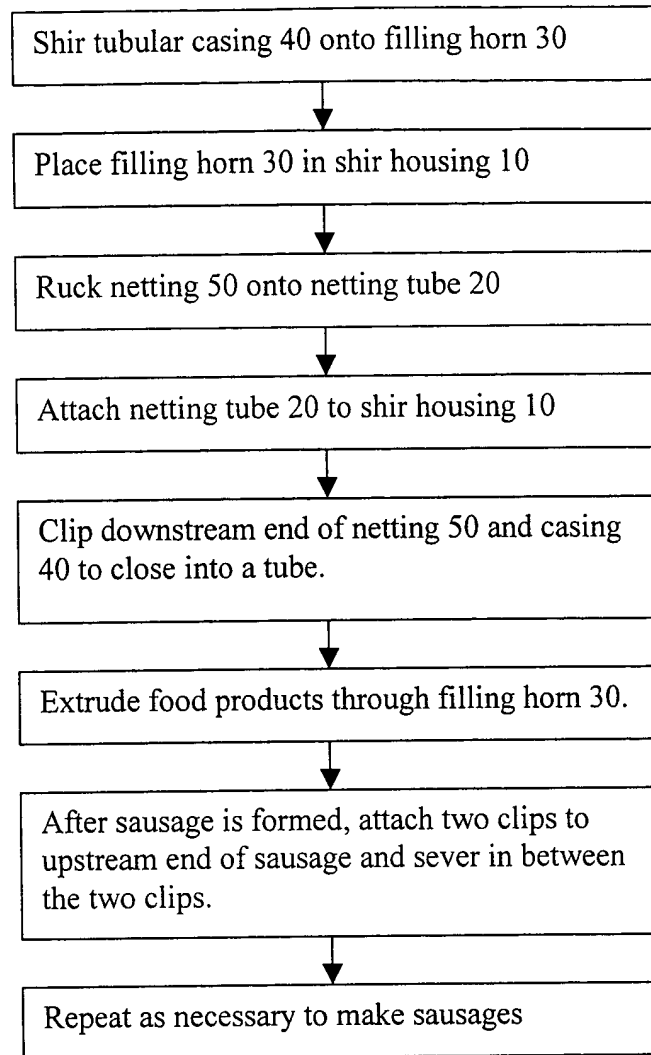 Shir tubular casing 40 onto filling horn 30
Place filling horn 30 in shir housing 10
Ruck netting 50 onto netting tube 20
Attach netting tube 20 to shir housing 10
Clip downstream end of netting 50 and casing
40 to close into a tube.
Extrude food products through filling horn 30.
After sausage is formed, attach two clips to
upstream end of sausage and sever in between
the two clips.
Repeat as necessary to make sausages